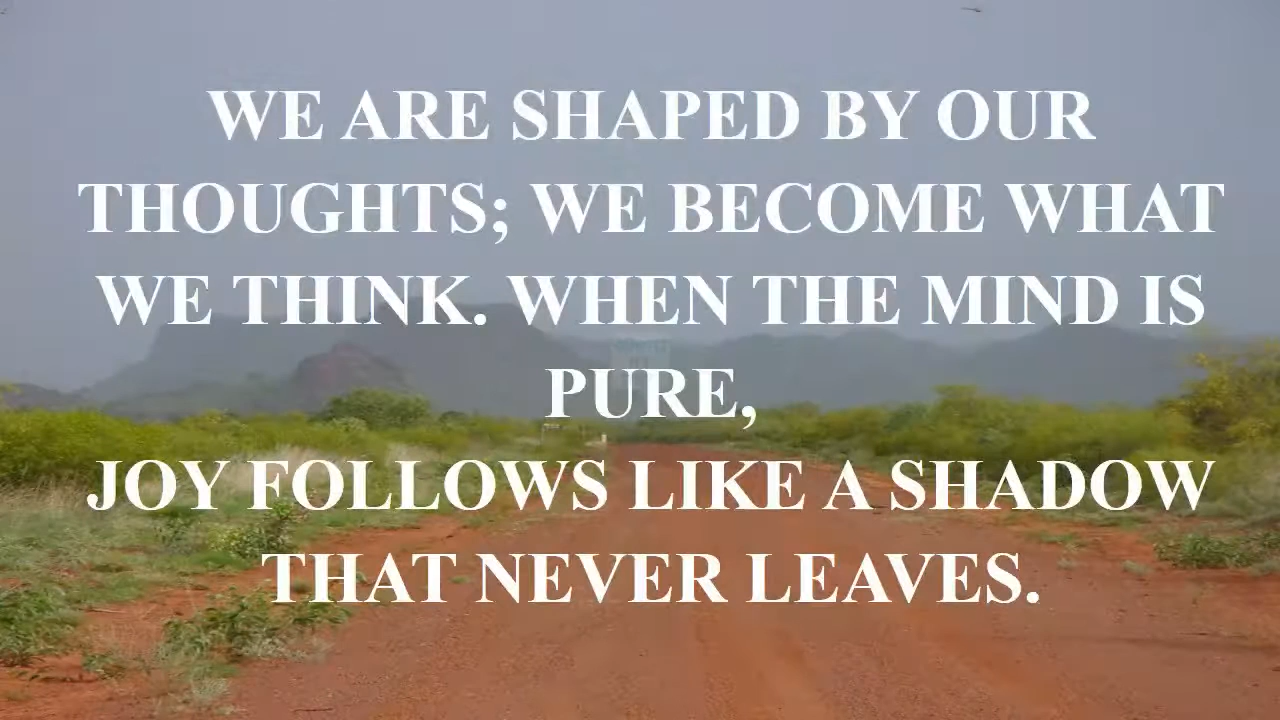 WE ARE SHAPED BY OUR
THOUGHTS; WE BECOME WHAT
WE THINK. WHEN THE MIND IS
PURE,
JOY FOLLOWS LIKE A SHADOW
THAT NEVER LEAVES.